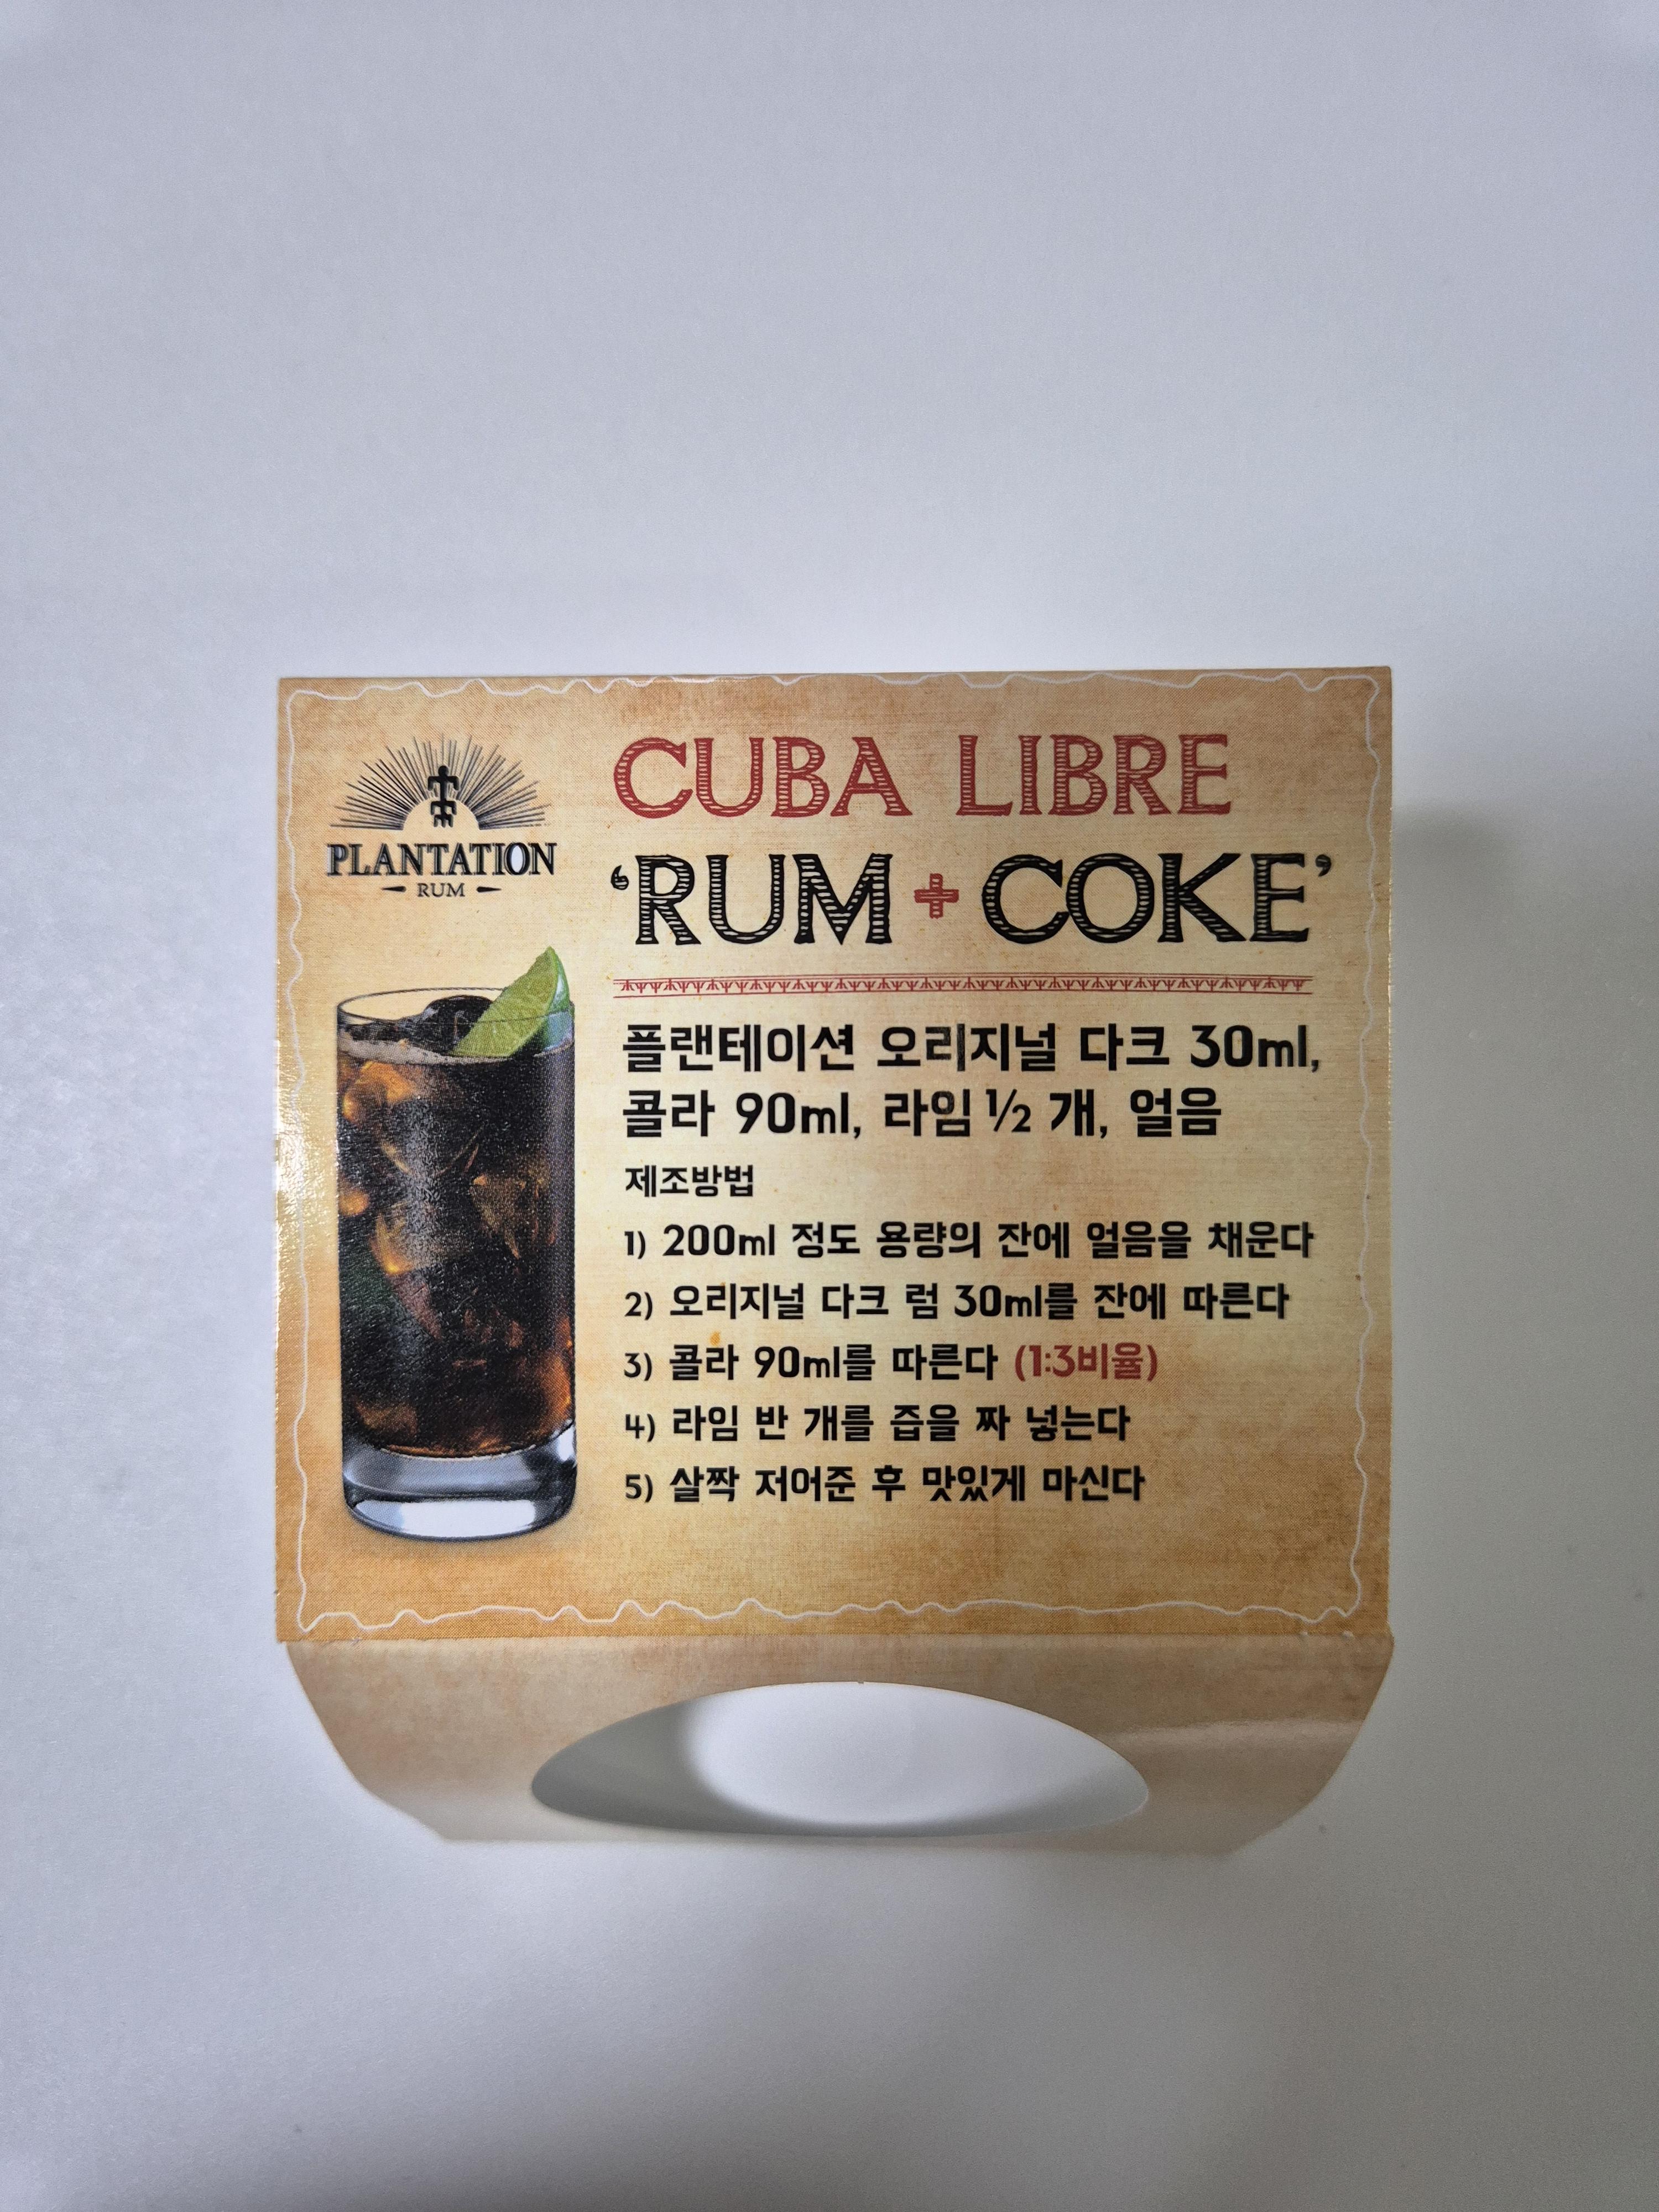 PLANTATION
RUM
CUBA LIBRE
‘RUM + COKE’
플랜테이션 오리지널 다크 30ml,
콜라 90ml, 라임 ½ 개, 얼음
제조방법
1) 200ml 정도 용량의 잔에 얼음을 채운다
2) 오리지널 다크 럼 30ml를 잔에 따른다
3) 콜라 90ml를 따른다 (1:3비율)
4) 라임 반 개를 즙을 짜 넣는다
5) 살짝 저어준 후 맛있게 마신다